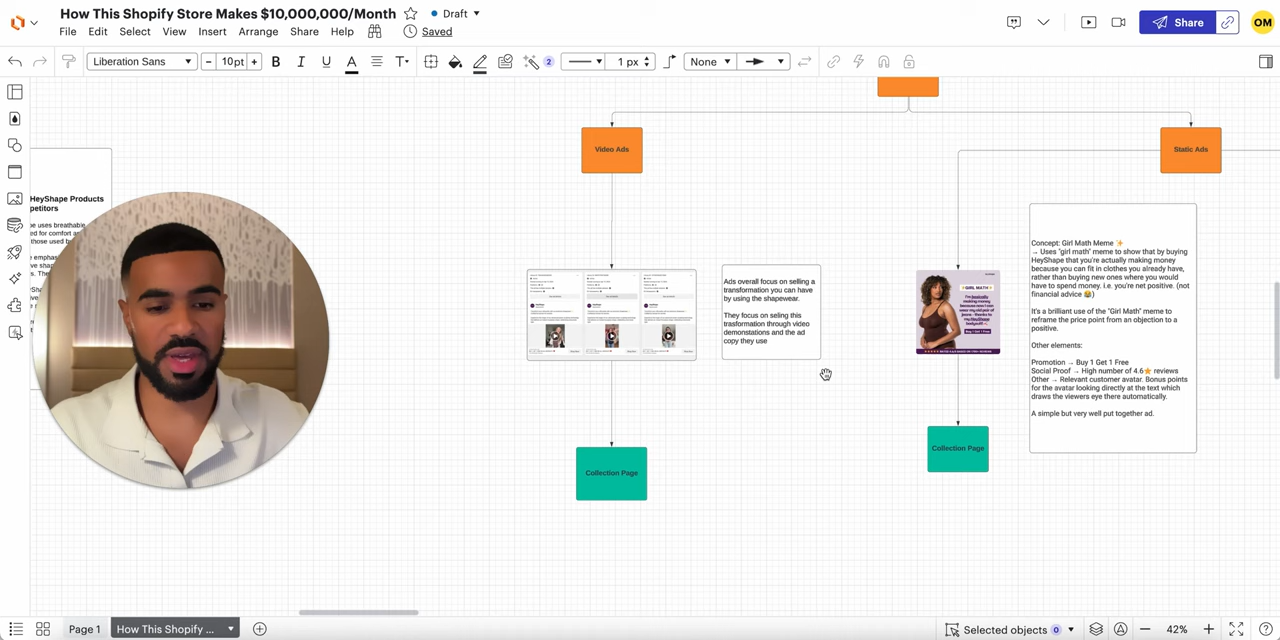 How This Shopify Store Makes $10,000,000/Month
Draft
File Edit Select View Insert Arrange Share Help
Saved
Share
OM
Liberation Sans
10pt
B I U A T
2
1 px
None
Video Ads
Static Ads
HeyShape Products
petitors
Ads overall focus on selling a
transformation you can have
by using the shapewear.
They focus on selling this
trasformation through video
demonstations and the ad
copy they use
GIRL MATH
Buy 1 Get 1 Free
Concept: Girl Math Meme ✨
→ Uses "girl math" meme to show that by buying
HeyShape that you're actually making money
because you can fit in clothes you already have,
rather than buying new ones where you would
have to spend money. i.e. you're net positive. (not
financial advice 😂)
It's a brilliant use of the "Girl Math" meme to
reframe the price point from an objection to a
positive.
Other elements:
Promotion → Buy 1 Get 1 Free
Social Proof → High number of 4.6⭐ reviews
Other → Relevant customer avatar. Bonus points
for the avatar looking directly at the text which
draws the viewers eye there automatically.
A simple but very well put together ad.
Collection Page
Collection Page
Page 1
How This Shopify ...
Selected objects 0
42%